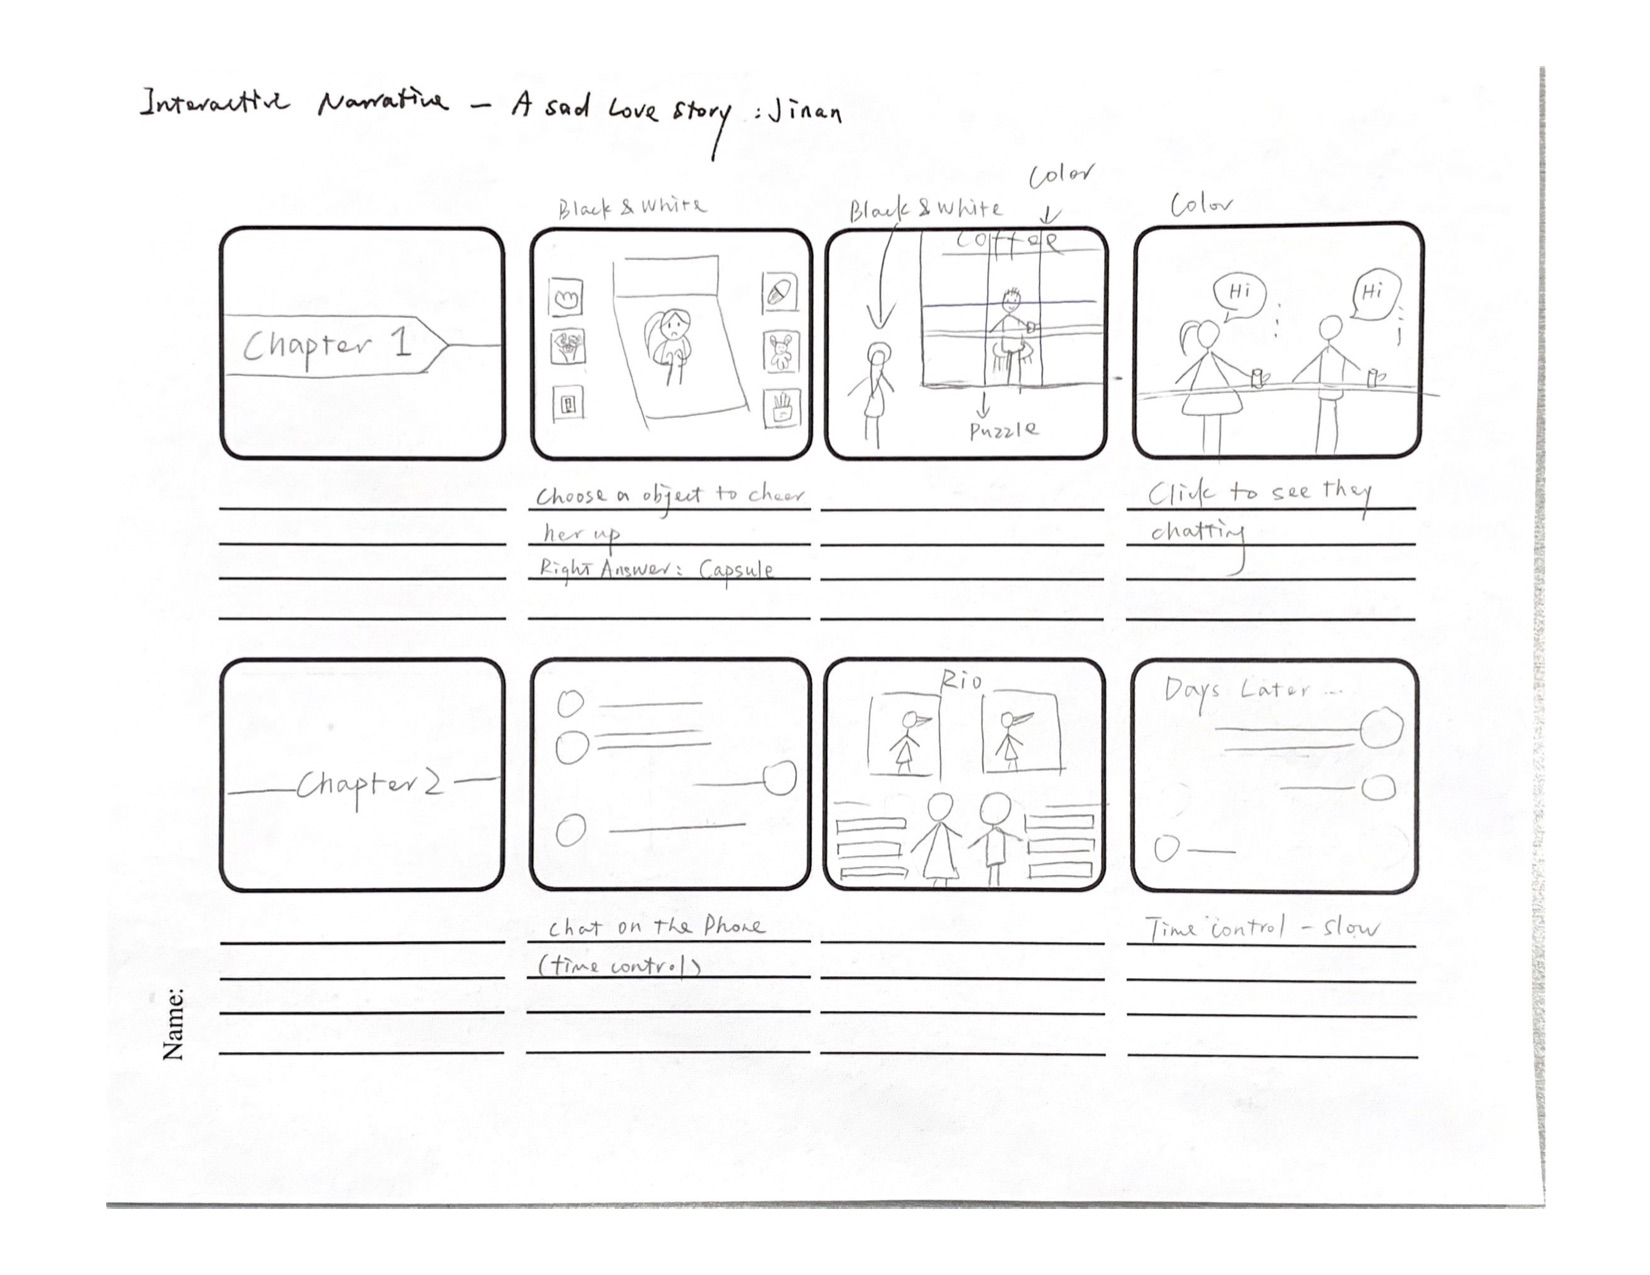 Interactive Narrative — A sad Love story : Jinan
Black & White
Black & White
Color
Color
Chapter 1
Coffee
Puzzle
Hi
Hi
Choose a object to cheer
her up
Right Answer: Capsule
Click to see they
chatting
Chapter 2
Rio
Days Later ...
Chat on the Phone
(time control)
Time control - slow
Name: